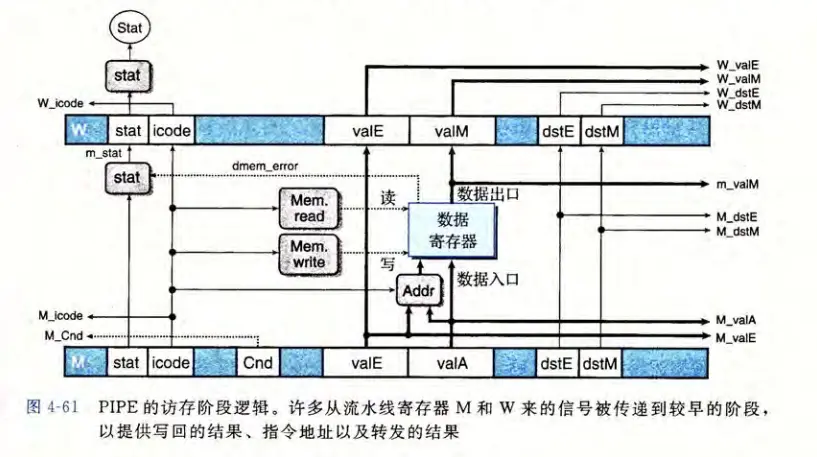 Stat
stat
W_valE
W_valM
W_dstE
W_dstM
W_icode
W stat icode valE valM dstE dstM
m_stat
dmem_error
stat
Mem.
read
读
数据出口
m_valM
数据
寄存器
M_dstE
M_dstM
Mem.
write
写
数据入口
Addr
M_icode
M_valA
M_Cnd
M_valE
M stat icode Cnd valE valA dstE dstM
图 4-61 PIPE 的访存阶段逻辑。许多从流水线寄存器 M 和 W 来的信号被传递到较早的阶段，
以提供写回的结果、指令地址以及转发的结果